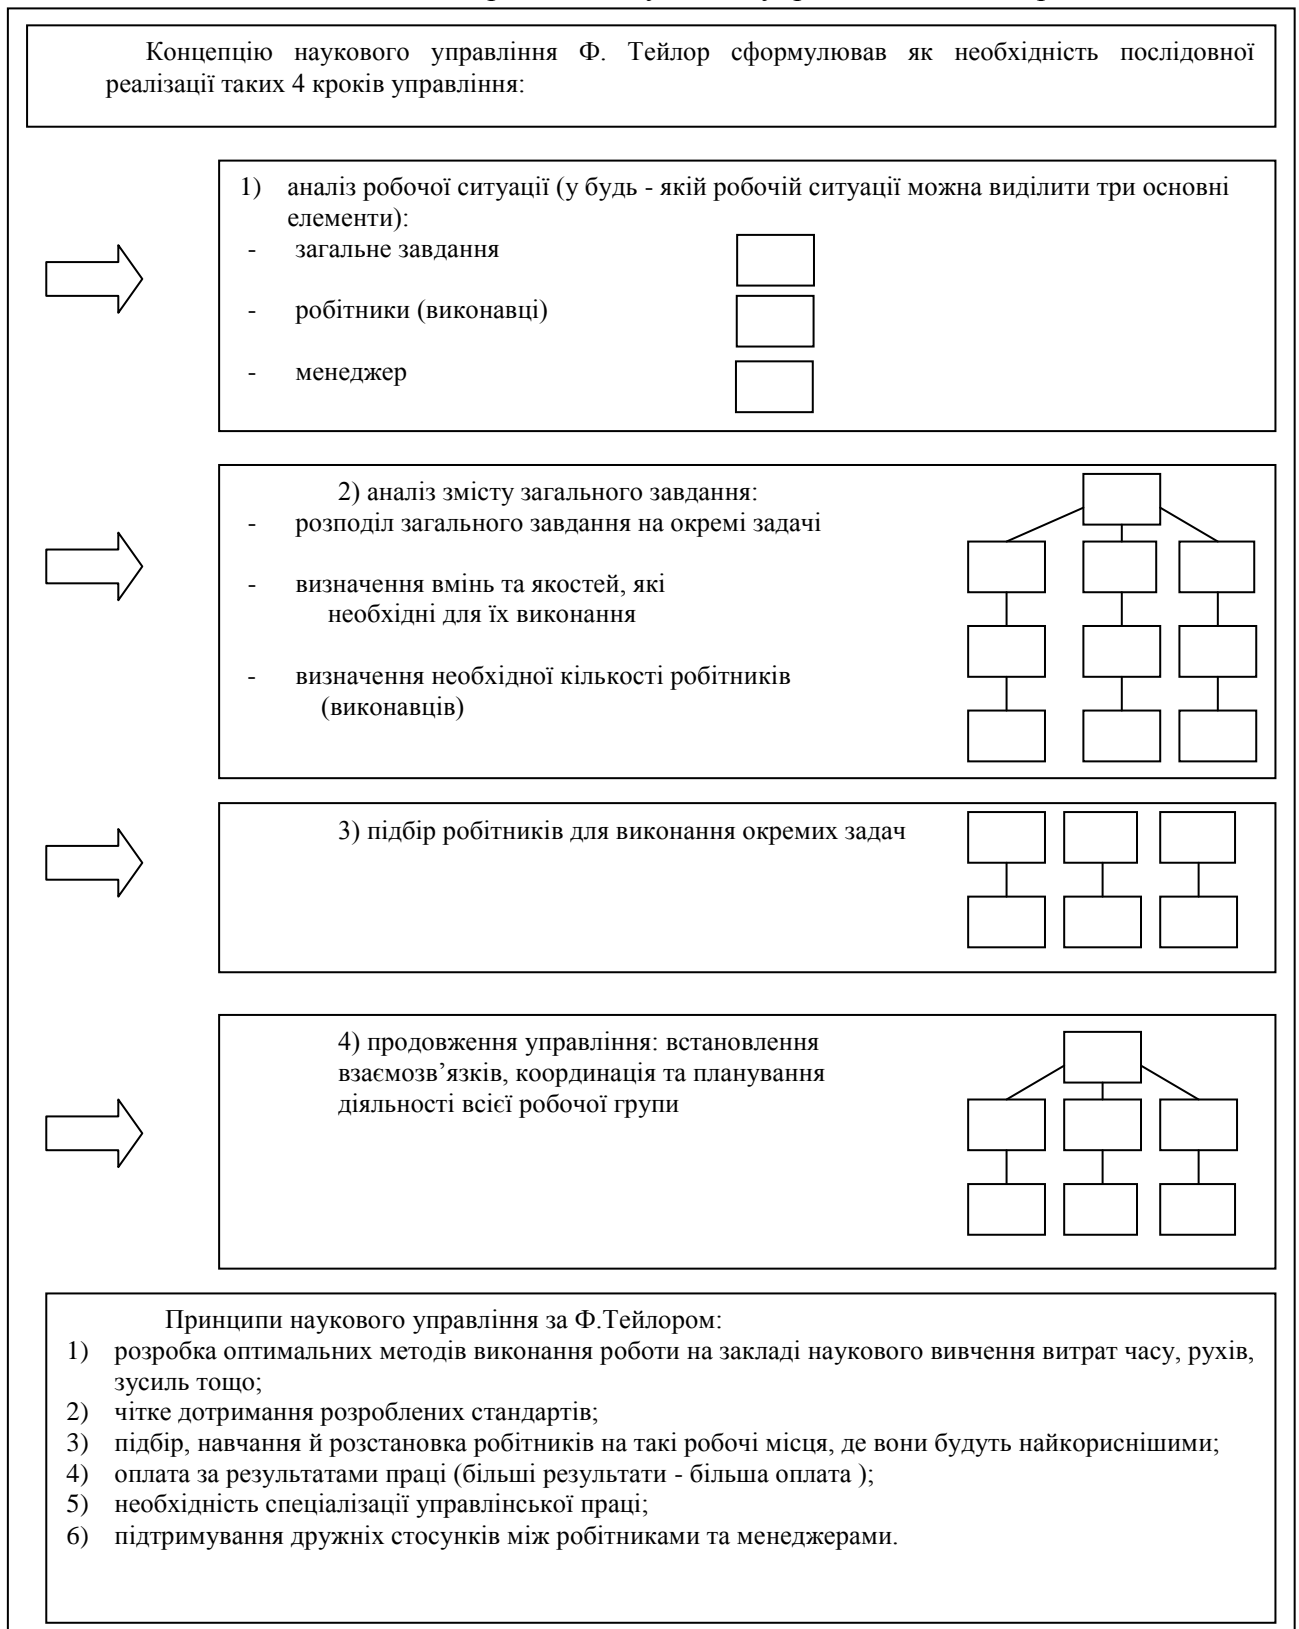 Концепцію наукового управління Ф. Тейлор сформулював як необхідність послідовної
реалізації таких 4 кроків управління:
1) аналіз робочої ситуації (у будь - якій робочій ситуації можна виділити три основні
елементи):
- загальне завдання
- робітники (виконавці)
- менеджер
2) аналіз змісту загального завдання:
- розподіл загального завдання на окремі задачі
- визначення вмінь та якостей, які
необхідні для їх виконання
- визначення необхідної кількості робітників
(виконавців)
3) підбір робітників для виконання окремих задач
4) продовження управління: встановлення
взаємозв’язків, координація та планування
діяльності всієї робочої групи
Принципи наукового управління за Ф.Тейлором:
1) розробка оптимальних методів виконання роботи на закладі наукового вивчення витрат часу, рухів,
зусиль тощо;
2) чітке дотримання розроблених стандартів;
3) підбір, навчання й розстановка робітників на такі робочі місця, де вони будуть найкориснішими;
4) оплата за результатами праці (більші результати - більша оплата );
5) необхідність спеціалізації управлінської праці;
6) підтримування дружніх стосунків між робітниками та менеджерами.